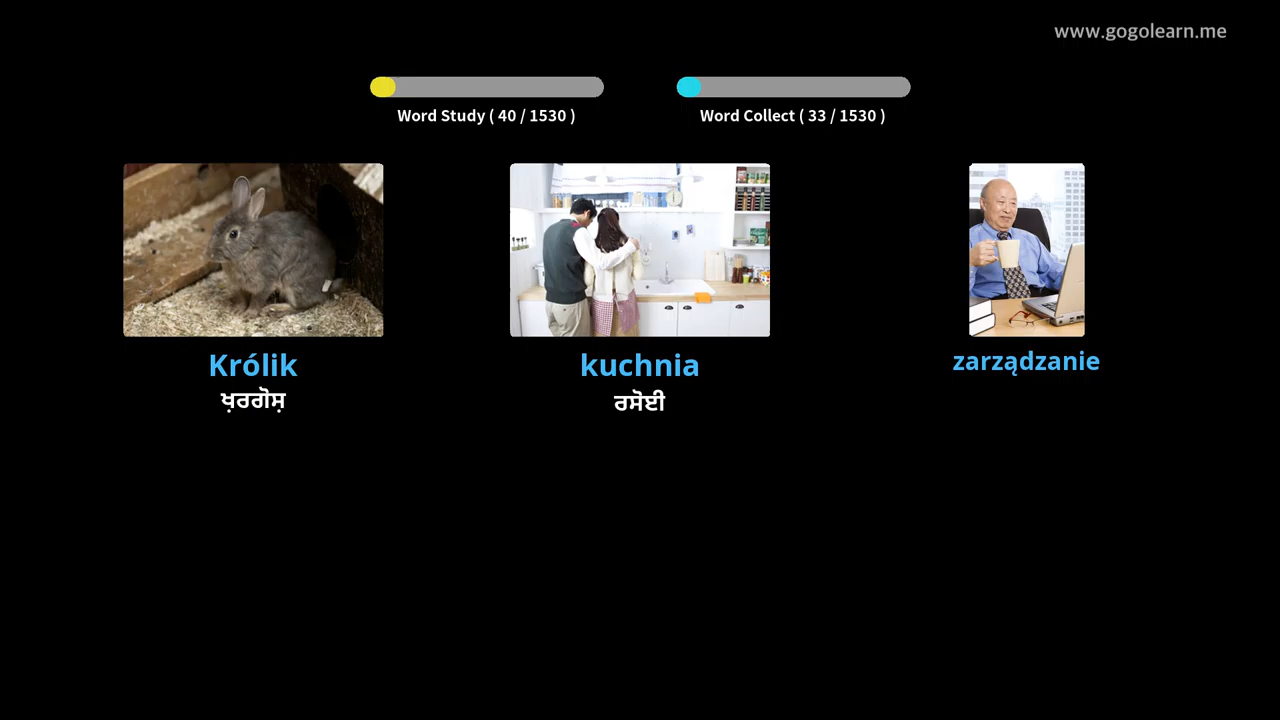 www.gogolearn.me
Word Study ( 40 / 1530 )
Word Collect ( 33 / 1530 )
Królik
ਖ਼ਰਗੋਸ਼
kuchnia
ਰਸੋਈ
zarządzanie